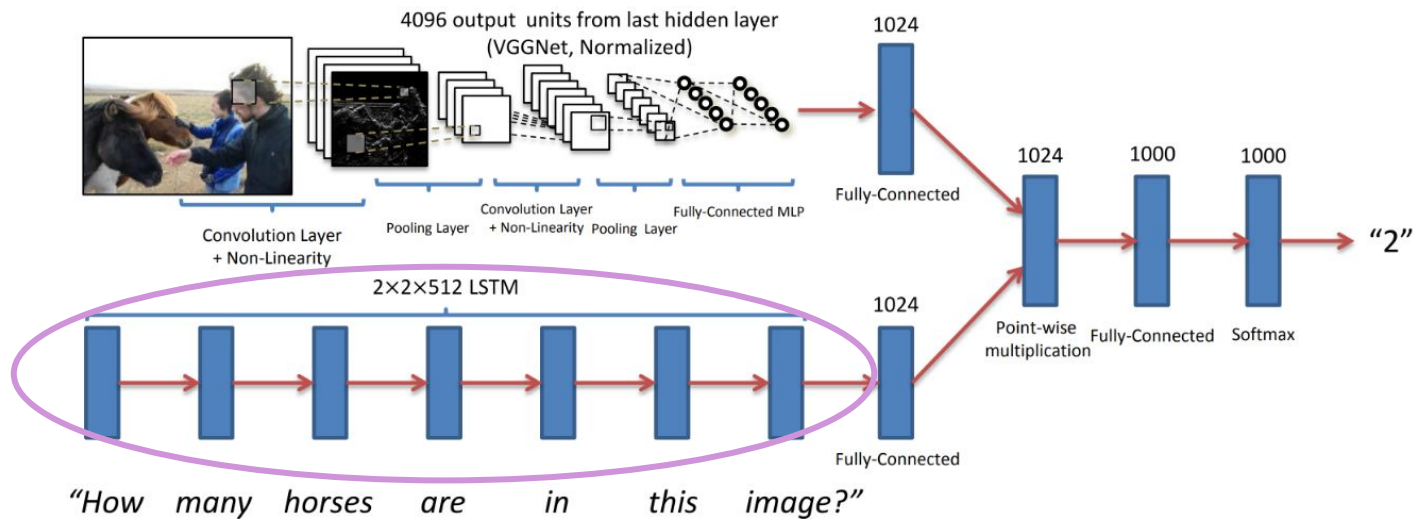 4096 output units from last hidden layer
(VGGNet, Normalized)
1024
Fully-Connected
Convolution Layer
+ Non-Linearity
Pooling Layer
Convolution Layer
+ Non-Linearity
Pooling Layer
Fully-Connected MLP
2×2×512 LSTM
1024
Fully-Connected
1024
Point-wise
multiplication
1000
Fully-Connected
1000
Softmax
“2”
“How many horses are in this image?”